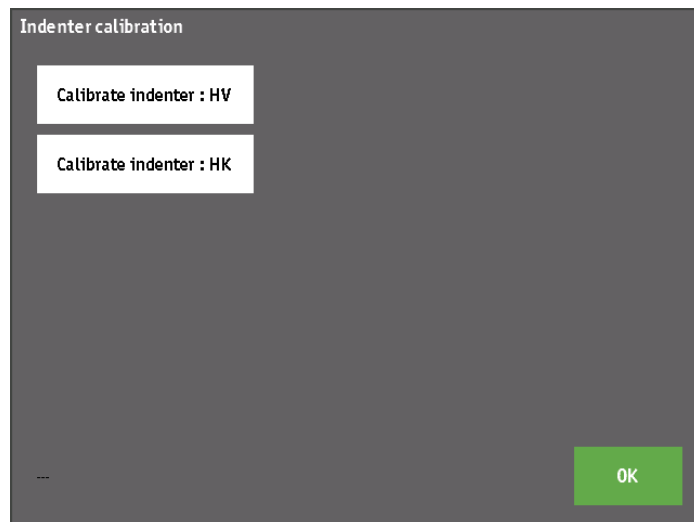 Indenter calibration
Calibrate indenter : HV
Calibrate indenter : HK
---
OK